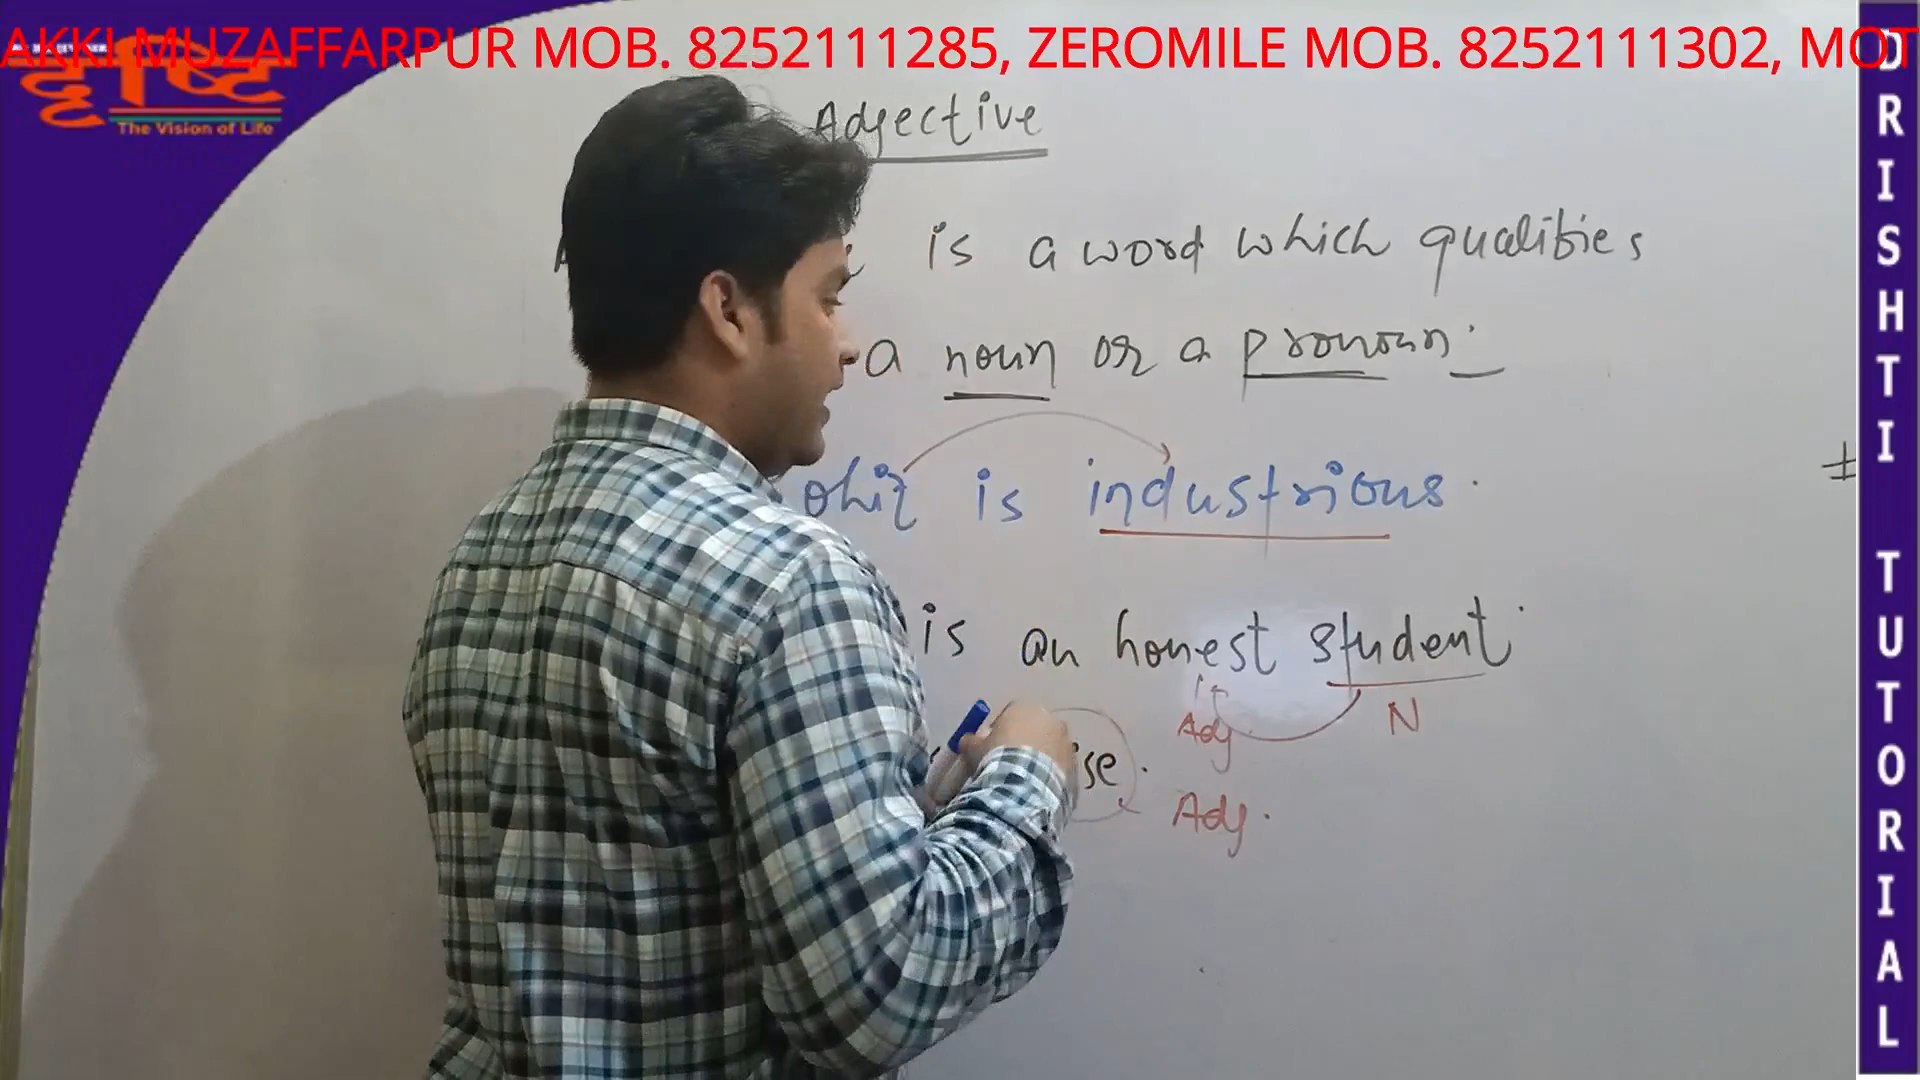 AKKI MUZAFFARPUR MOB. 8252111285, ZEROMILE MOB. 8252111302, MOT
दृष्टि
The Vision of Life
Adjective
is a word which qualifies
a noun or a pronoun.
ohit is industrious.
is an honest student.
Adj N
ise.
Adj.
DRISHTI TUTORIAL